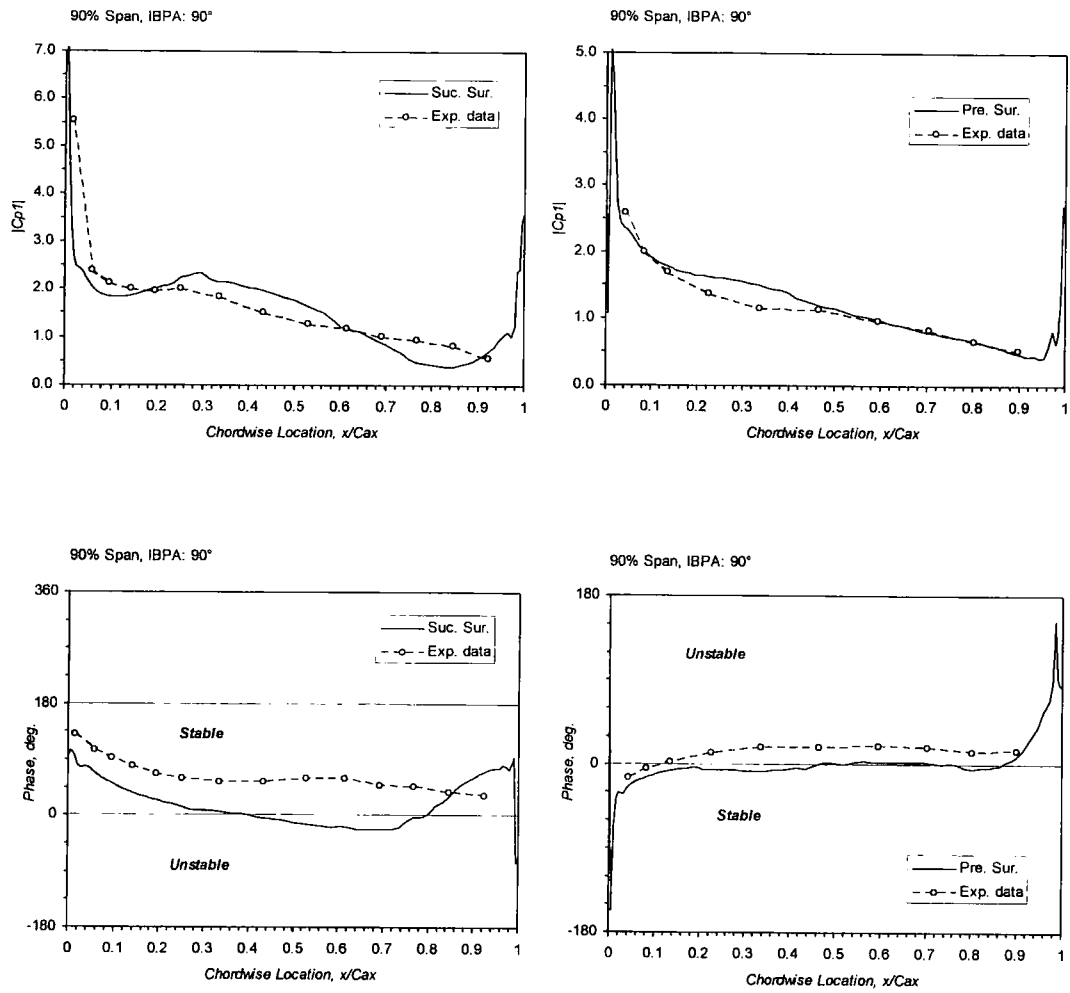 90% Span, IBPA: 90°
7.0
6.0
5.0
4.0
3.0
2.0
1.0
0.0
|Cp1|
Suc. Sur.
Exp. data
0 0.1 0.2 0.3 0.4 0.5 0.6 0.7 0.8 0.9 1
Chordwise Location, x/Cax
90% Span, IBPA: 90°
5.0
4.0
3.0
2.0
1.0
0.0
|Cp1|
Pre. Sur.
Exp. data
0 0.1 0.2 0.3 0.4 0.5 0.6 0.7 0.8 0.9 1
Chordwise Location, x/Cax
90% Span, IBPA: 90°
360
180
0
-180
Phase, deg.
Suc. Sur.
Exp. data
Stable
Unstable
0 0.1 0.2 0.3 0.4 0.5 0.6 0.7 0.8 0.9 1
Chordwise Location, x/Cax
90% Span, IBPA: 90°
180
0
-180
Phase, deg.
Unstable
Stable
Pre. Sur.
Exp. data
0 0.1 0.2 0.3 0.4 0.5 0.6 0.7 0.8 0.9 1
Chordwise Location, x/Cax